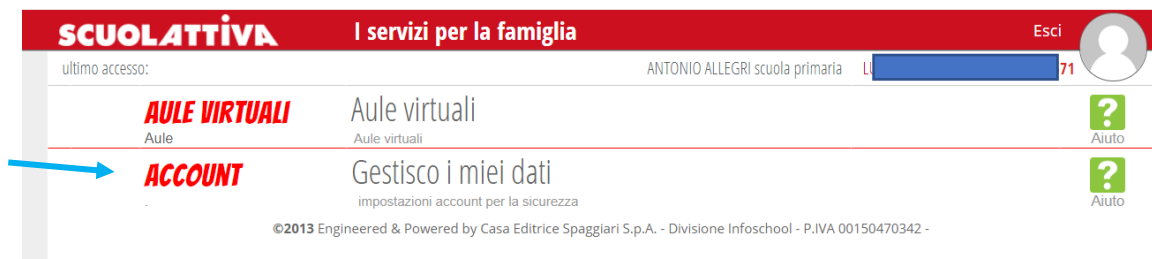 SCUOLATTIVA I servizi per la famiglia Esci
ultimo accesso: ANTONIO ALLEGRI scuola primaria 71
AULE VIRTUALI Aule virtuali
Aule Aule virtuali Aiuto
ACCOUNT Gestisco i miei dati
. impostazioni account per la sicurezza Aiuto
©2013 Engineered & Powered by Casa Editrice Spaggiari S.p.A. - Divisione Infoschool - P.IVA 00150470342 -